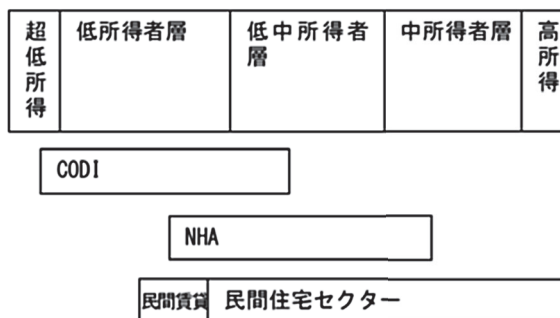 超低所得
低所得者層
低中所得者
層
中所得者層
高所得
CODI
NHA
民間賃貸
民間住宅セクター